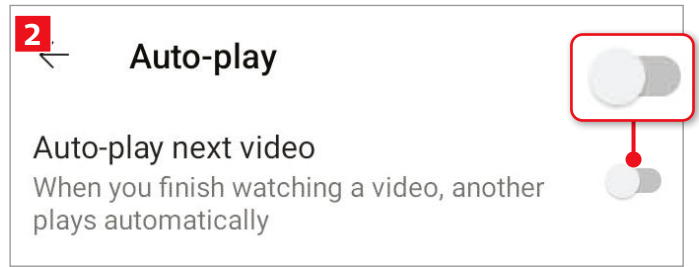 2
Auto-play
Auto-play next video
When you finish watching a video, another
plays automatically